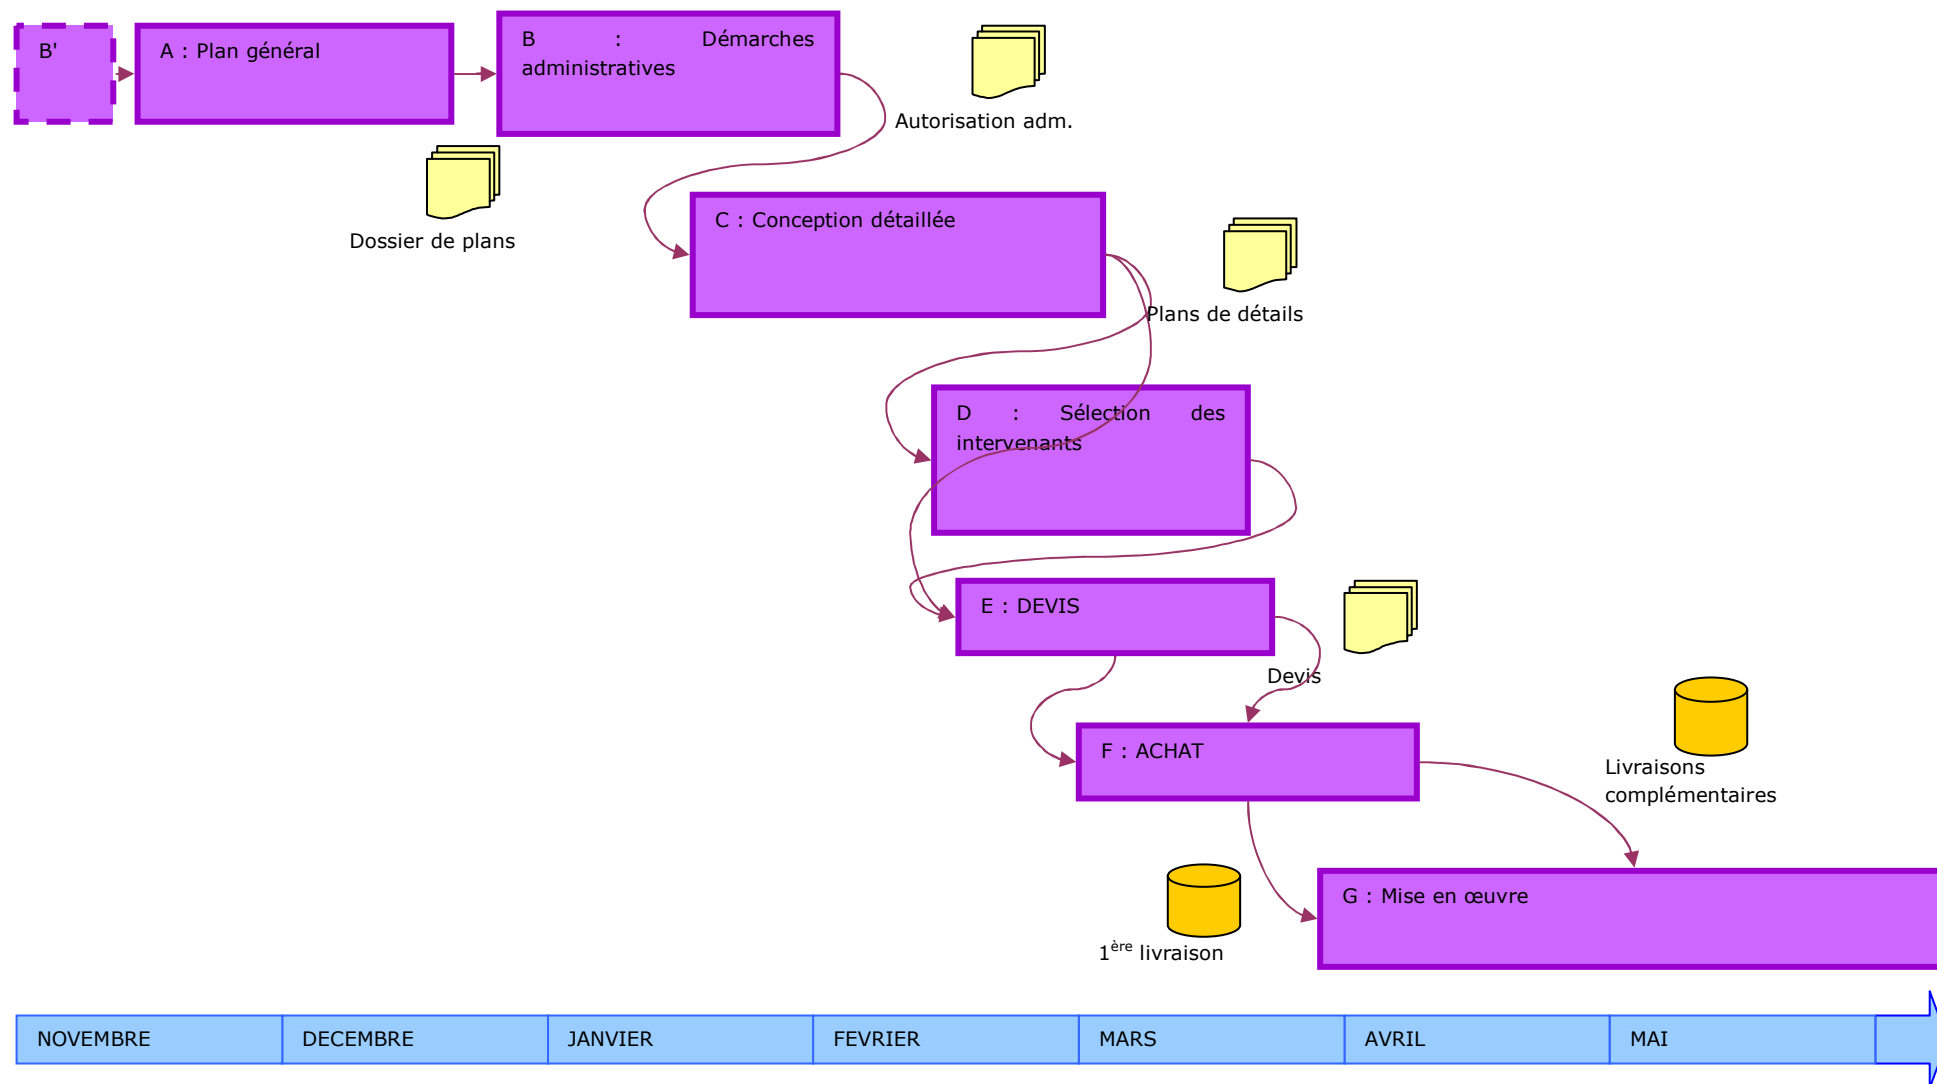 B'
A : Plan général
B : Démarches
administratives
Autorisation adm.
Dossier de plans
C : Conception détaillée
Plans de détails
D : Sélection des
intervenants
E : DEVIS
Devis
F : ACHAT
Livraisons
complémentaires
G : Mise en œuvre
1ère livraison
NOVEMBRE
DECEMBRE
JANVIER
FEVRIER
MARS
AVRIL
MAI